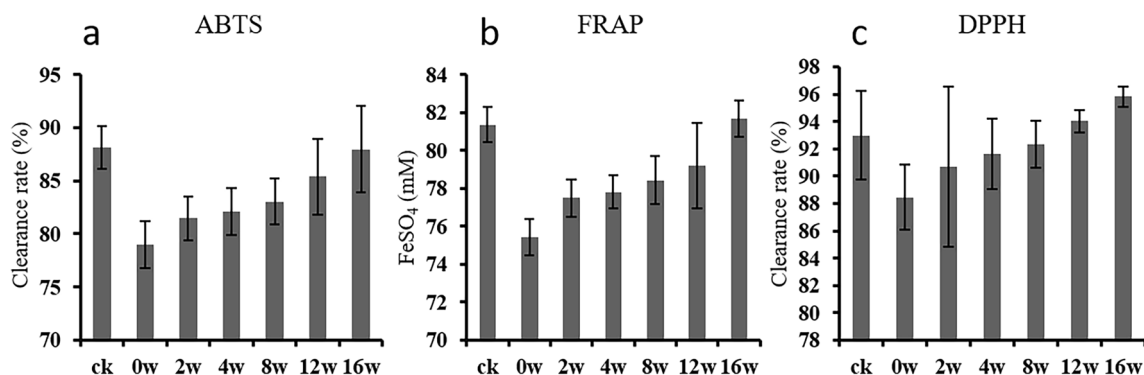 a ABTS
Clearance rate (%)
95
90
85
80
75
70
ck 0w 2w 4w 8w 12w 16w
b FRAP
FeSO₄ (mM)
84
82
80
78
76
74
72
70
ck 0w 2w 4w 8w 12w 16w
c DPPH
Clearance rate (%)
98
96
94
92
90
88
86
84
82
80
78
ck 0w 2w 4w 8w 12w 16w